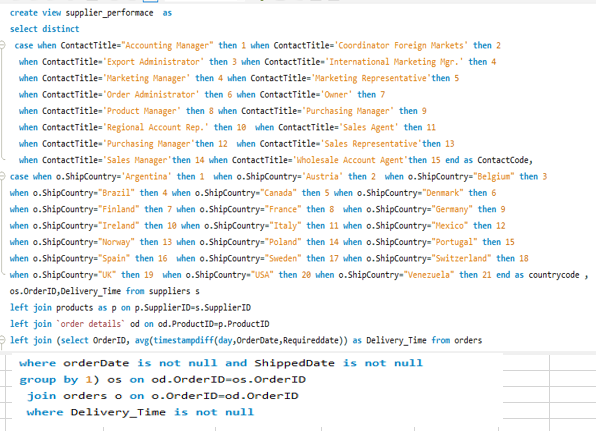 create view supplier_performace as
select distinct
case when ContactTitle="Accounting Manager" then 1 when ContactTitle='Coordinator Foreign Markets' then 2
when ContactTitle='Export Administrator' then 3 when ContactTitle='International Marketing Mgr.' then 4
when ContactTitle='Marketing Manager' then 4 when ContactTitle='Marketing Representative'then 5
when ContactTitle='Order Administrator' then 6 when ContactTitle='Owner' then 7
when ContactTitle='Product Manager' then 8 when ContactTitle='Purchasing Manager' then 9
when ContactTitle='Regional Account Rep.' then 10 when ContactTitle='Sales Agent' then 11
when ContactTitle='Purchasing Manager'then 12 when ContactTitle='Sales Representative'then 13
when ContactTitle='Sales Manager'then 14 when ContactTitle='Wholesale Account Agent'then 15 end as ContactCode,
case when o.ShipCountry='Argentina' then 1 when o.ShipCountry='Austria' then 2 when o.ShipCountry="Belgium" then 3
when o.ShipCountry="Brazil" then 4 when o.ShipCountry="Canada" then 5 when o.ShipCountry="Denmark" then 6
when o.ShipCountry="Finland" then 7 when o.ShipCountry="France" then 8 when o.ShipCountry="Germany" then 9
when o.ShipCountry="Ireland" then 10 when o.ShipCountry="Italy" then 11 when o.ShipCountry="Mexico" then 12
when o.ShipCountry="Norway" then 13 when o.ShipCountry="Poland" then 14 when o.ShipCountry="Portugal" then 15
when o.ShipCountry="Spain" then 16 when o.ShipCountry="Sweden" then 17 when o.ShipCountry="Switzerland" then 18
when o.ShipCountry="UK" then 19 when o.ShipCountry="USA" then 20 when o.ShipCountry="Venezuela" then 21 end as countrycode ,
os.OrderID,Delivery_Time from suppliers s
left join products as p on p.SupplierID=s.SupplierID
left join `order details` od on od.ProductID=p.ProductID
left join (select OrderID, avg(timestampdiff(day,OrderDate,Requireddate)) as Delivery_Time from orders
where orderDate is not null and ShippedDate is not null
group by 1) os on od.OrderID=os.OrderID
join orders o on o.OrderID=od.OrderID
where Delivery_Time is not null